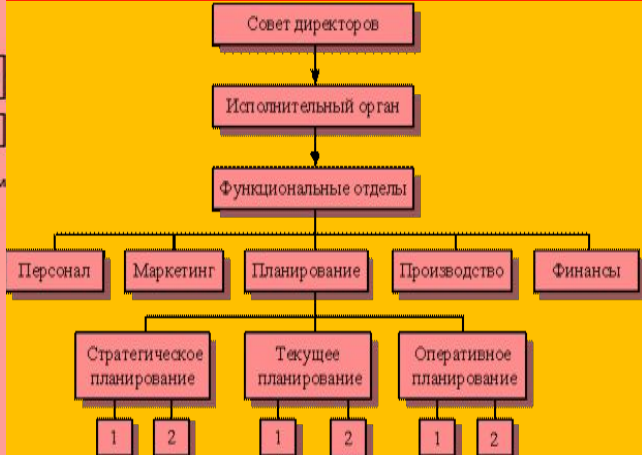 Совет директоров
Исполнительный орган
Функциональные отделы
Персонал
Маркетинг
Планирование
Производство
Финансы
Стратегическое
планирование
Текущее
планирование
Оперативное
планирование
1
2
1
2
1
2